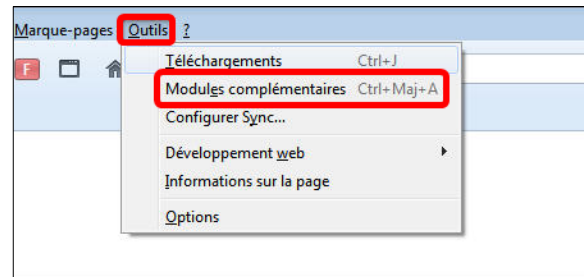 Marque-pages Outils ?
F
Téléchargements Ctrl+J
Modules complémentaires Ctrl+Maj+A
Configurer Sync...
Développement web
Informations sur la page
Options